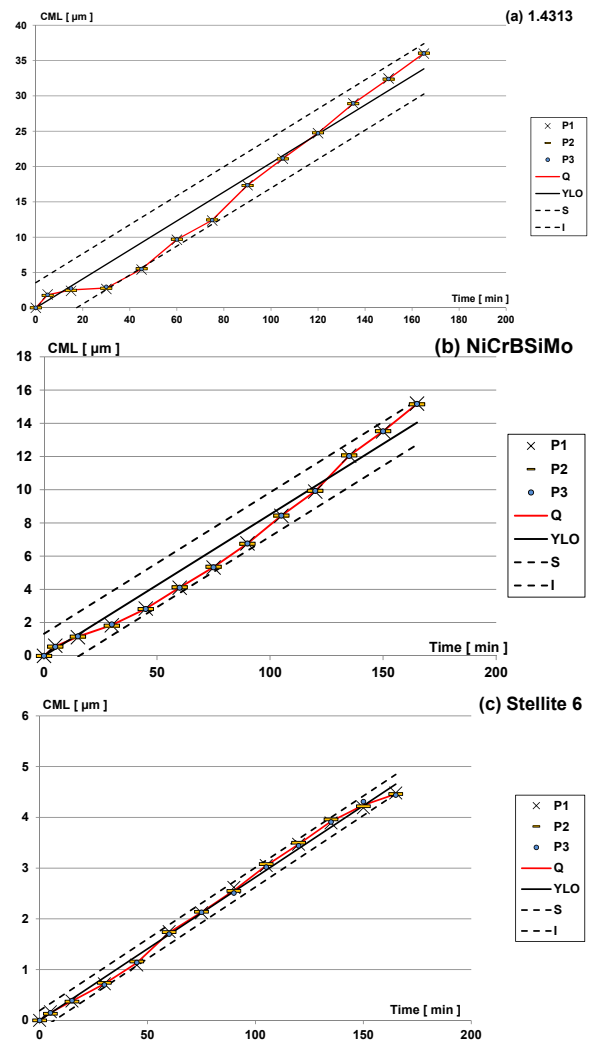 CML [ µm ]
(a) 1.4313
40
35
30
25
20
15
10
5
0
0 20 40 60 80 100 120 140 160 180 200
Time [ min ]
P1
P2
P3
Q
YLO
S
I
CML [ µm ]
(b) NiCrBSiMo
18
16
14
12
10
8
6
4
2
0
0 50 100 150 200
Time [ min ]
P1
P2
P3
Q
YLO
S
I
CML [ µm ]
(c) Stellite 6
6
5
4
3
2
1
0
0 50 100 150 200
Time [ min ]
P1
P2
P3
Q
YLO
S
I